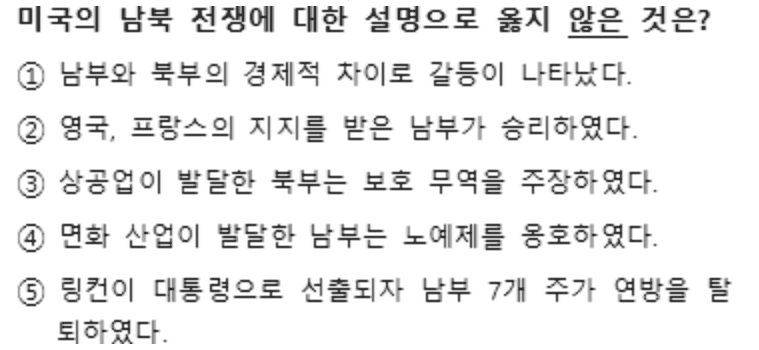 미국의 남북 전쟁에 대한 설명으로 옳지 않은 것은?
① 남부와 북부의 경제적 차이로 갈등이 나타났다.
② 영국, 프랑스의 지지를 받은 남부가 승리하였다.
③ 상공업이 발달한 북부는 보호 무역을 주장하였다.
④ 면화 산업이 발달한 남부는 노예제를 옹호하였다.
⑤ 링컨이 대통령으로 선출되자 남부 7개 주가 연방을 탈
퇴하였다.